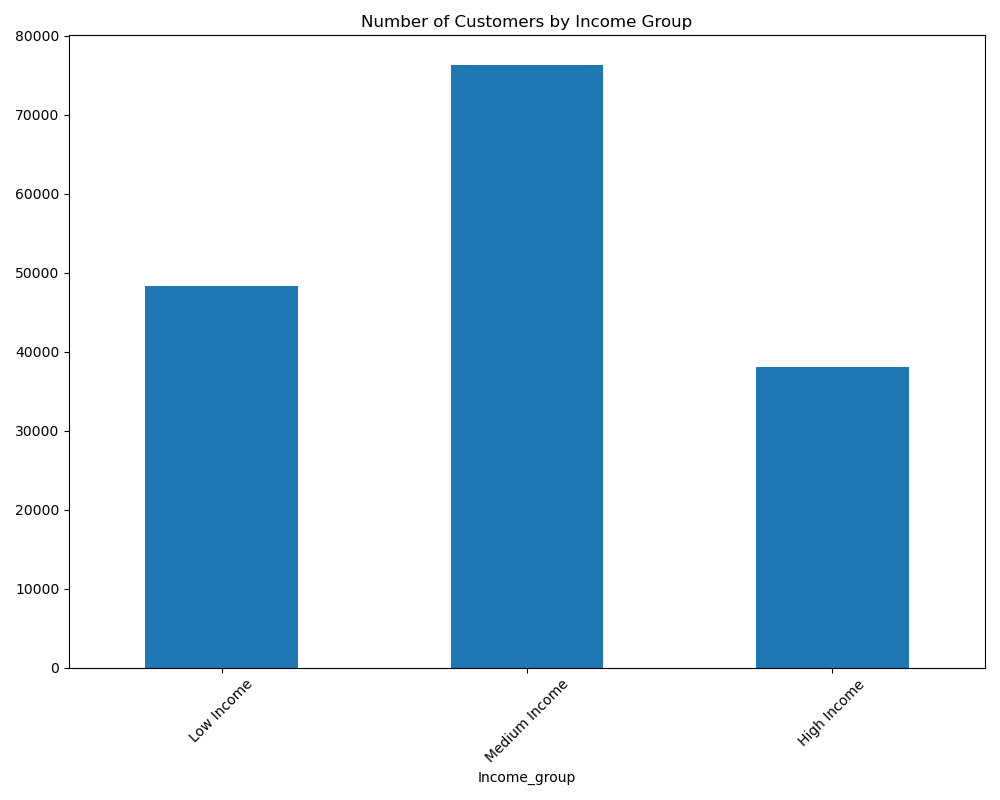 Number of Customers by Income Group
80000
70000
60000
50000
40000
30000
20000
10000
0
Low Income
Medium Income
High Income
Income_group